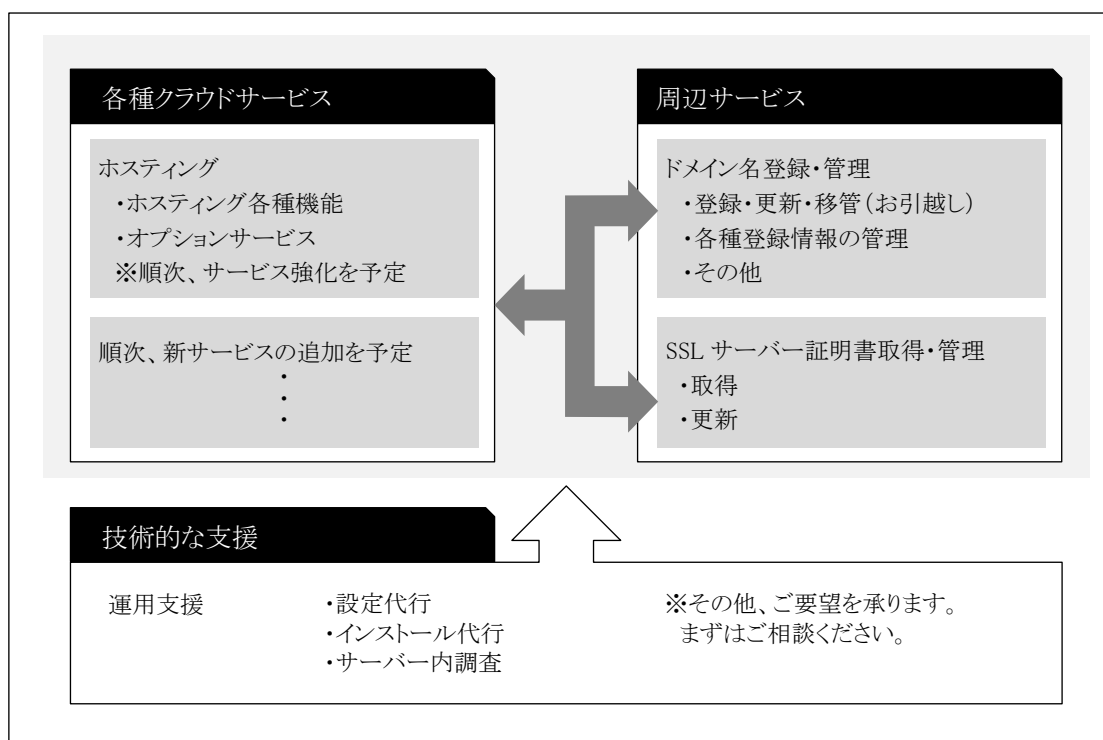 各種クラウドサービス
ホスティング
・ホスティング各種機能
・オプションサービス
※順次、サービス強化を予定
順次、新サービスの追加を予定
・
・
・
周辺サービス
ドメイン名登録・管理
・登録・更新・移管(お引越し)
・各種登録情報の管理
・その他
SSL サーバー証明書取得・管理
・取得
・更新
技術的な支援
運用支援
・設定代行
・インストール代行
・サーバー内調査
※その他、ご要望を承ります。
まずはご相談ください。